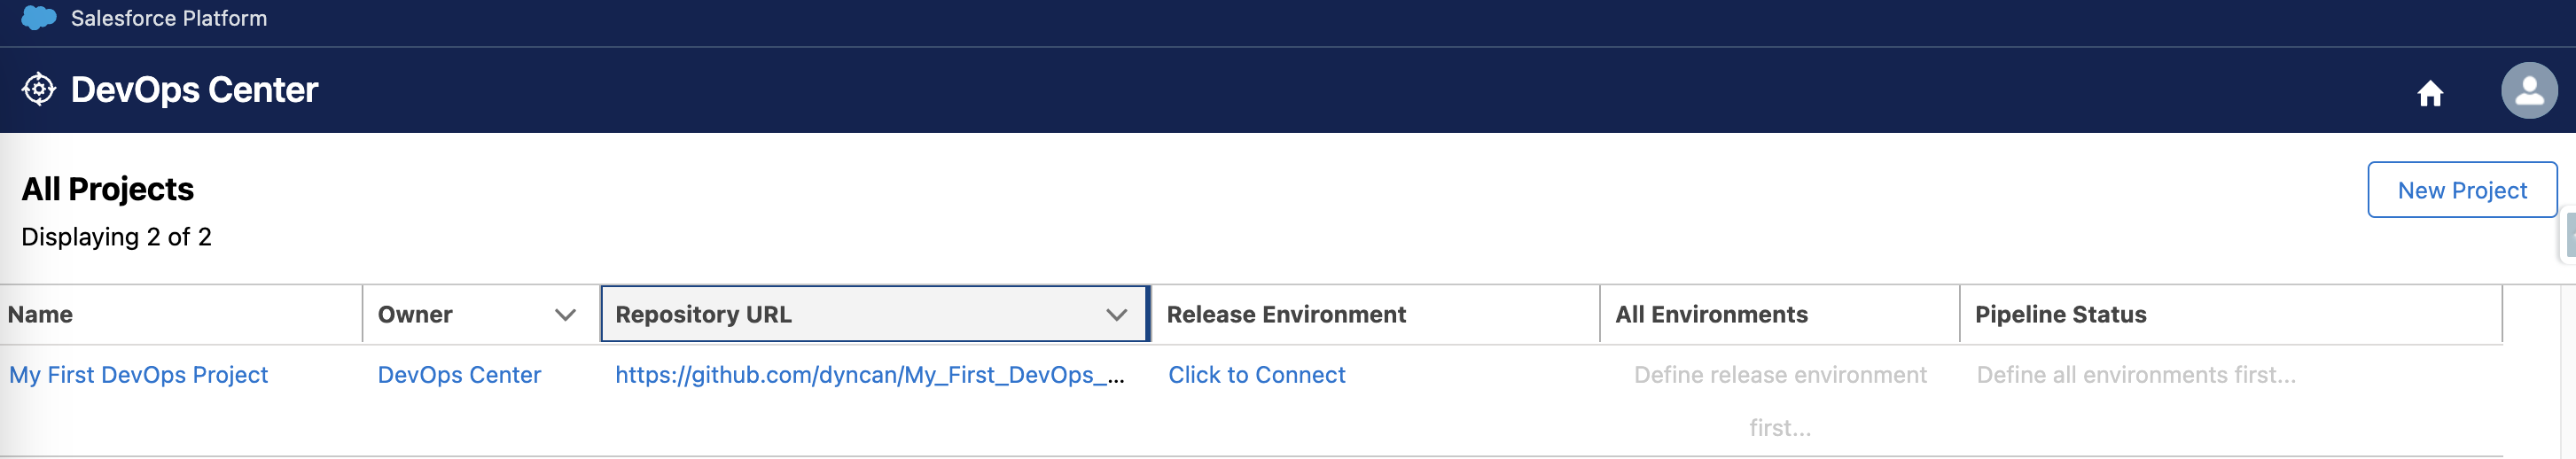 Salesforce Platform
DevOps Center
All Projects
New Project
Displaying 2 of 2
Name
Owner
Repository URL
Release Environment
All Environments
Pipeline Status
My First DevOps Project
DevOps Center
https://github.com/dyncan/My_First_DevOps_...
Click to Connect
Define release environment
first...
Define all environments first...